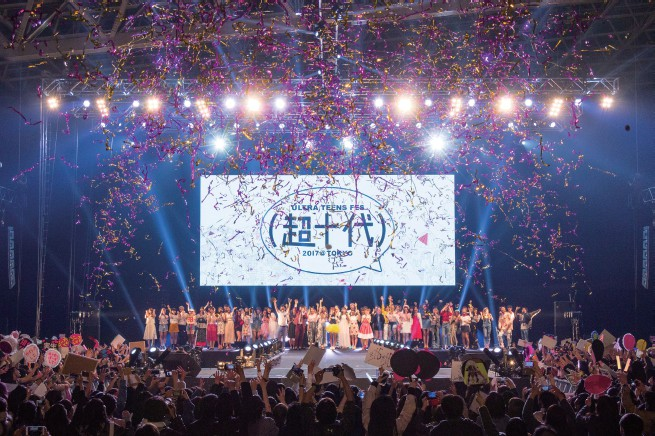 ULTRA TEENS FES
(超十代)
2017@TOKYO